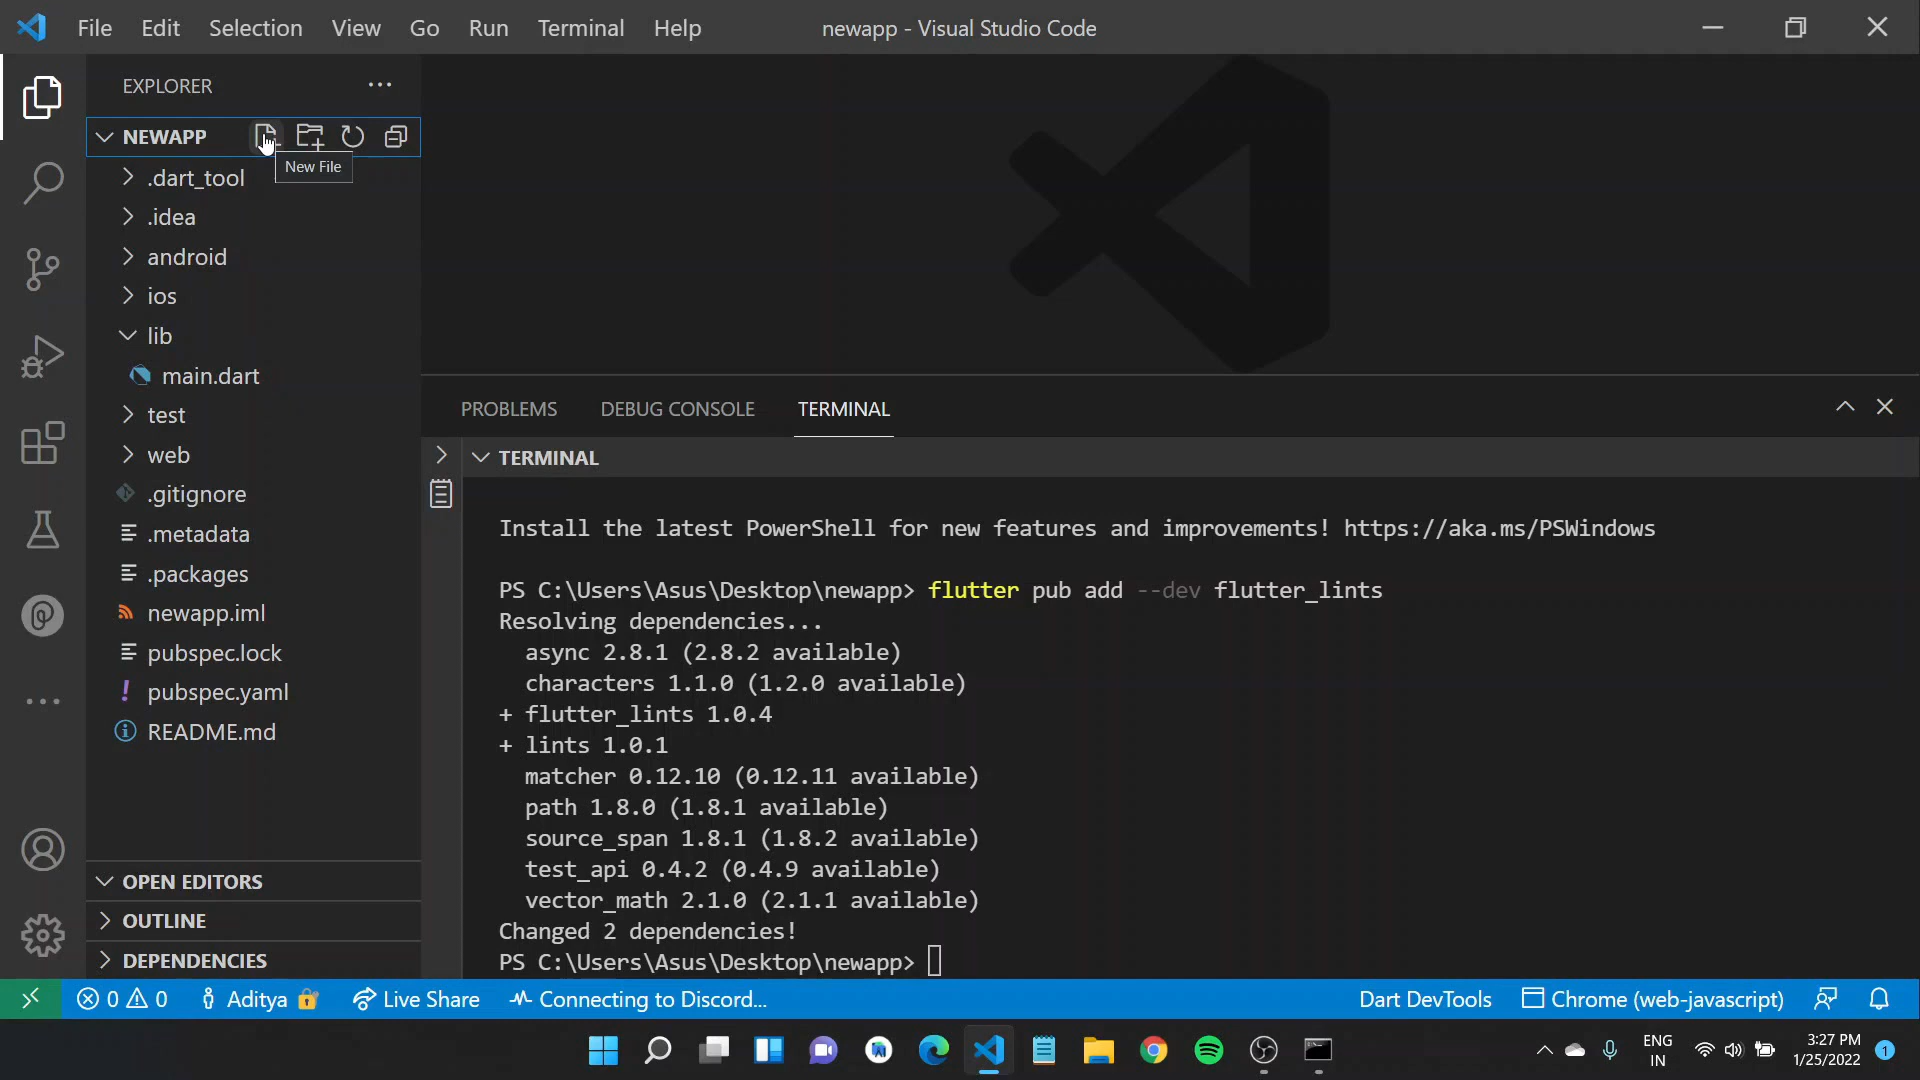 File Edit Selection View Go Run Terminal Help
newapp - Visual Studio Code
EXPLORER
NEWAPP
New File
.dart_tool
.idea
android
ios
lib
main.dart
test
web
.gitignore
.metadata
.packages
newapp.iml
pubspec.lock
pubspec.yaml
README.md
OPEN EDITORS
OUTLINE
DEPENDENCIES
PROBLEMS DEBUG CONSOLE TERMINAL
TERMINAL
Install the latest PowerShell for new features and improvements! https://aka.ms/PSWindows
PS C:\Users\Asus\Desktop\newapp> flutter pub add --dev flutter_lints
Resolving dependencies...
async 2.8.1 (2.8.2 available)
characters 1.1.0 (1.2.0 available)
+ flutter_lints 1.0.4
+ lints 1.0.1
matcher 0.12.10 (0.12.11 available)
path 1.8.0 (1.8.1 available)
source_span 1.8.1 (1.8.2 available)
test_api 0.4.2 (0.4.9 available)
vector_math 2.1.0 (2.1.1 available)
Changed 2 dependencies!
PS C:\Users\Asus\Desktop\newapp>
0 0 Aditya Live Share Connecting to Discord... Dart DevTools Chrome (web-javascript)
ENG
IN
3:27 PM
1/25/2022
1